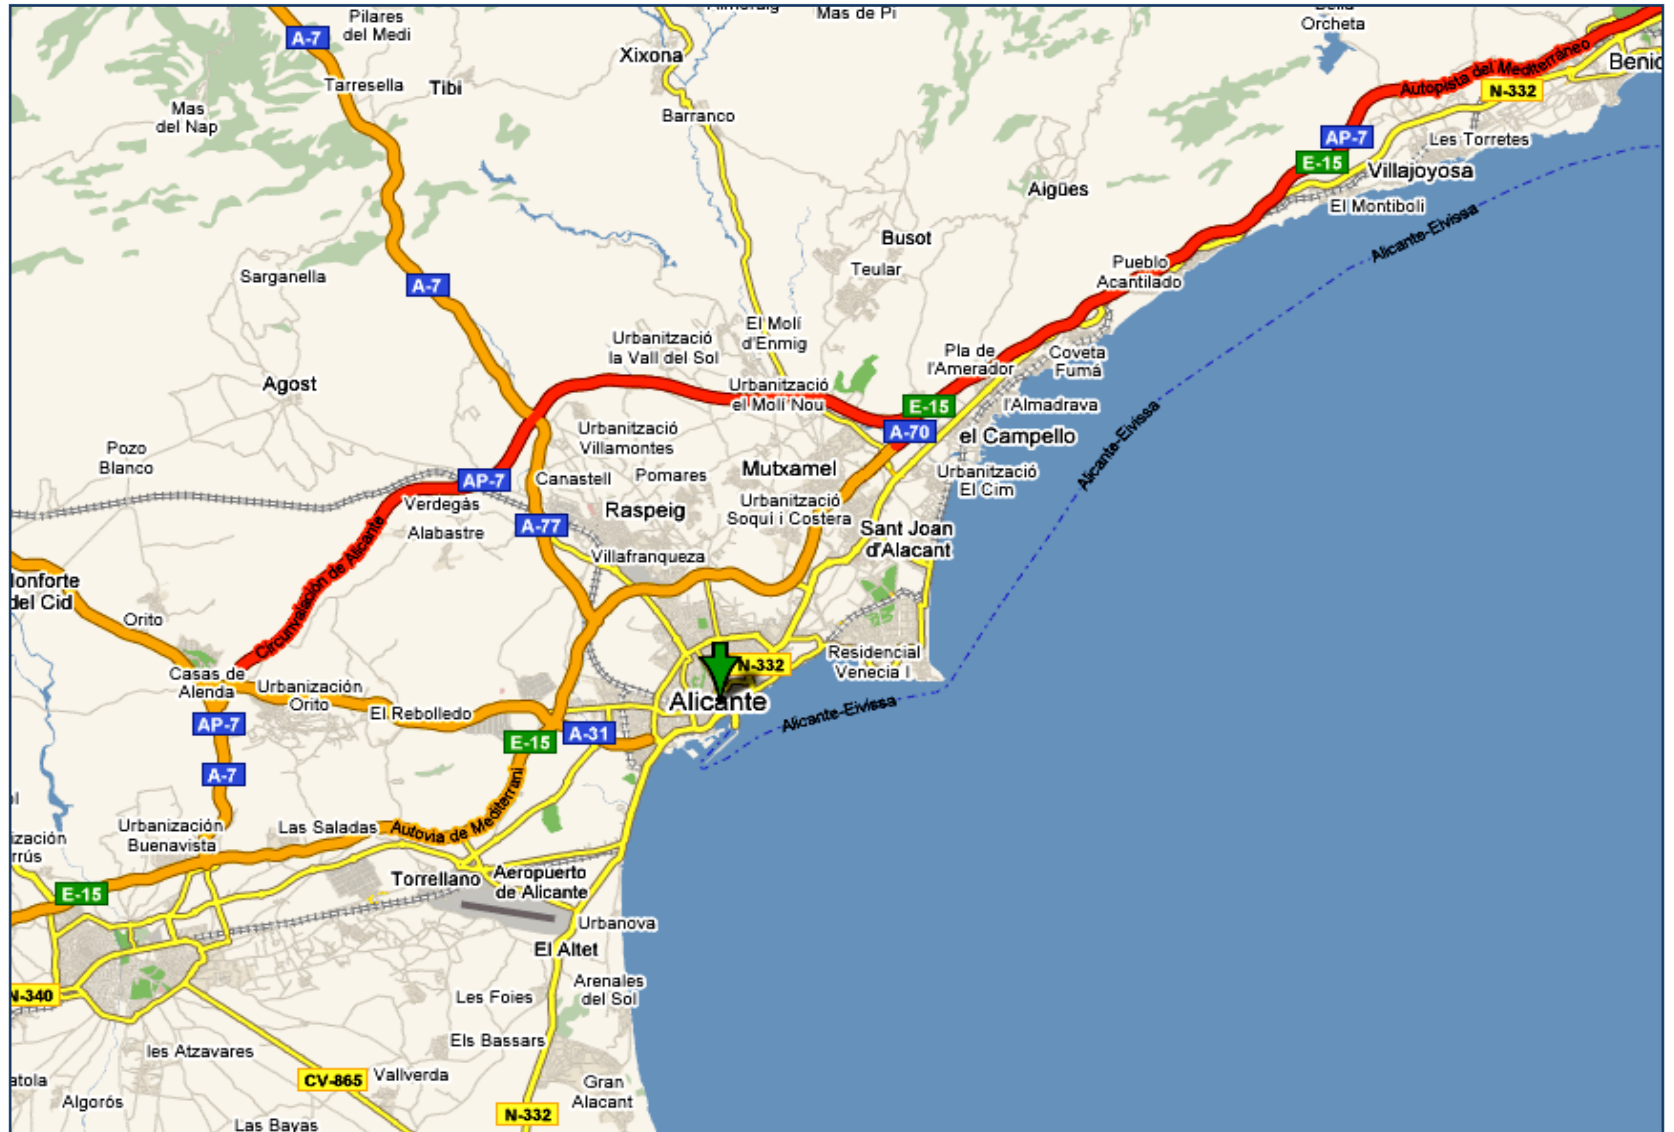 Pilares
del Medi
Mas de Pi
Orcheta
A-7
Xixona
Autopista del Mediterráneo
Tarresella
Tibi
N-332
Mas
del Nap
Barranco
AP-7
Les Torretes
E-15
Villajoyosa
Aigües
El Montiboli
Alicante-Eivissa
Busot
Sarganella
Teular
Pueblo
Acantilado
A-7
El Molí
d'Enmig
Urbanització
la Vall del Sol
Pla de
l'Amerador
Coveta
Fumá
Agost
Urbanització
el Molí Nou
E-15
l'Almadrava
A-70
el Campello
Alicante-Eivissa
Urbanització
Villamontes
Pozo
Blanco
AP-7
Canastell
Pomares
Mutxamel
Urbanització
El Cim
Verdegàs
Raspeig
Urbanització
Soqui i Costera
Alabastre
A-77
Sant Joan
d'Alacant
Circunvalación de Alicante
Villafranqueza
del Cid
Orito
Residencial
Venecia I
N-332
Casas de
Alenda
Urbanización
Orito
Alicante
El Rebolledo
Alicante-Eivissa
AP-7
E-15
A-31
A-7
Urbanización
Buenavista
Las Saladas
Autovia de Mediterruni
Torrellano
Aeropuerto
de Alicante
E-15
Urbanova
El Altet
Arenales
del Sol
N-340
Les Foies
Els Bassars
les Atzavares
CV-865
Vallverda
Gran
Alacant
Algorós
N-332
Las Bayas